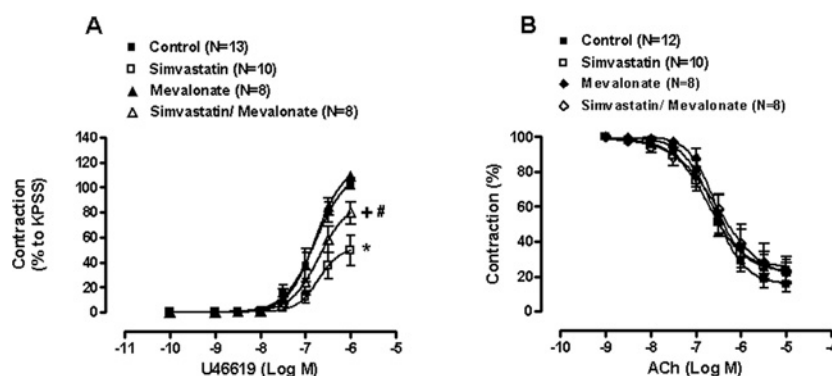 A
Control (N=13)
Simvastatin (N=10)
Mevalonate (N=8)
Simvastatin/ Mevalonate (N=8)
140
120
100
80
60
40
20
0
Contraction
(% to KPSS)
+ #
*
-11 -10 -9 -8 -7 -6 -5
U46619 (Log M)
B
Control (N=12)
Simvastatin (N=10)
Mevalonate (N=8)
Simvastatin/ Mevalonate (N=8)
100
80
60
40
20
0
Contraction (%)
-10 -9 -8 -7 -6 -5 -4
ACh (Log M)